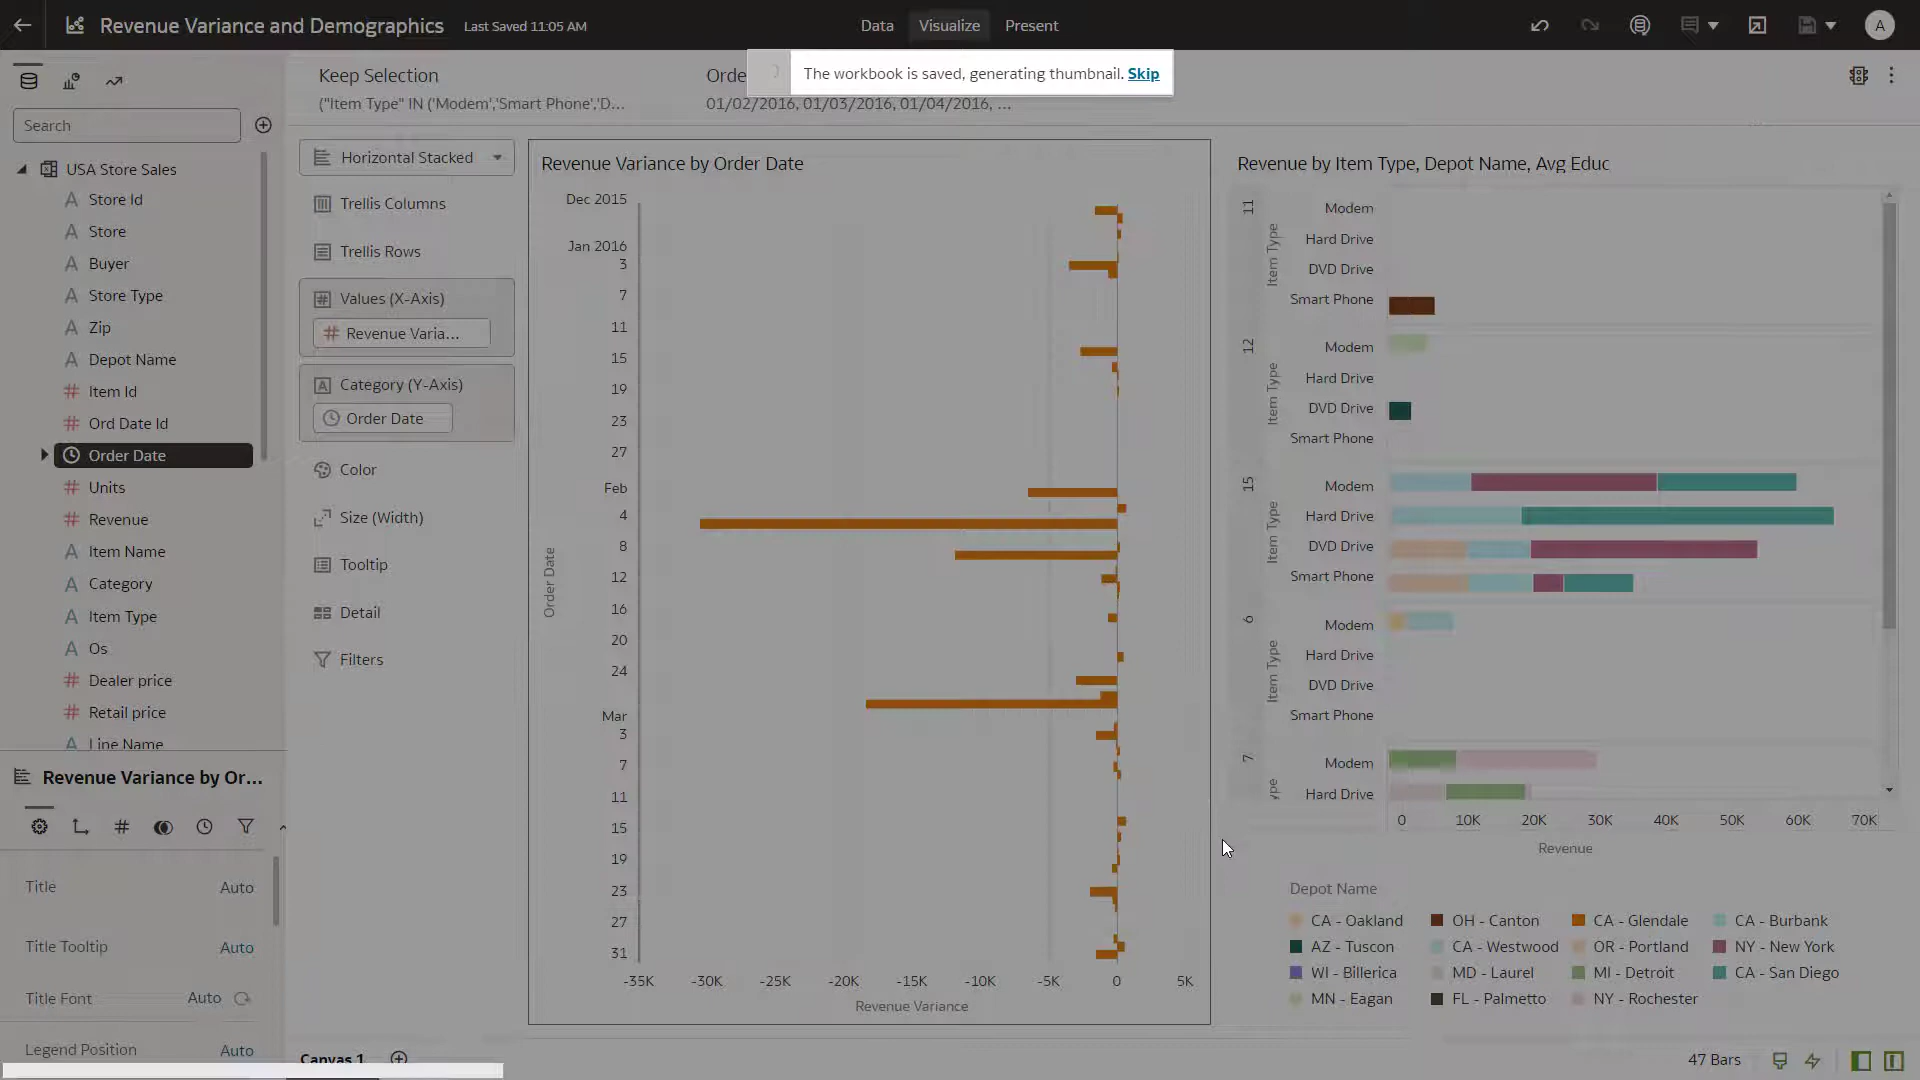 Revenue Variance and Demographics
Last Saved 11:05 AM
Data
Visualize
Present
A
Keep Selection
("Item Type" IN ('Modem','Smart Phone','D...
01/02/2016, 01/03/2016, 01/04/2016, ...
The workbook is saved, generating thumbnail. Skip
Search
USA Store Sales
Store Id
Store
Buyer
Store Type
Zip
Depot Name
Item Id
Ord Date Id
Order Date
Units
Revenue
Item Name
Category
Item Type
Os
Dealer price
Retail price
Line Name
Revenue Variance by Or...
Title
Auto
Title Tooltip
Auto
Title Font
Auto
Legend Position
Auto
Horizontal Stacked
Trellis Columns
Trellis Rows
Values (X-Axis)
Revenue Varia...
Category (Y-Axis)
Order Date
Color
Size (Width)
Tooltip
Detail
Filters
Revenue Variance by Order Date
Dec 2015
Jan 2016
3
7
11
15
19
23
27
Feb
4
8
12
16
20
24
Mar
3
7
11
15
19
23
27
31
Order Date
-35K
-30K
-25K
-20K
-15K
-10K
-5K
0
5K
Revenue Variance
Revenue by Item Type, Depot Name, Avg Educ
11
Item Type
Modem
Hard Drive
DVD Drive
Smart Phone
12
Item Type
Modem
Hard Drive
DVD Drive
Smart Phone
15
Item Type
Modem
Hard Drive
DVD Drive
Smart Phone
6
Item Type
Modem
Hard Drive
DVD Drive
Smart Phone
7
Modem
Hard Drive
0
10K
20K
30K
40K
50K
60K
70K
Revenue
Depot Name
CA - Oakland
OH - Canton
CA - Glendale
CA - Burbank
AZ - Tuscon
CA - Westwood
OR - Portland
NY - New York
WI - Billerica
MD - Laurel
MI - Detroit
CA - San Diego
MN - Eagan
FL - Palmetto
NY - Rochester
Canvas 1
47 Bars